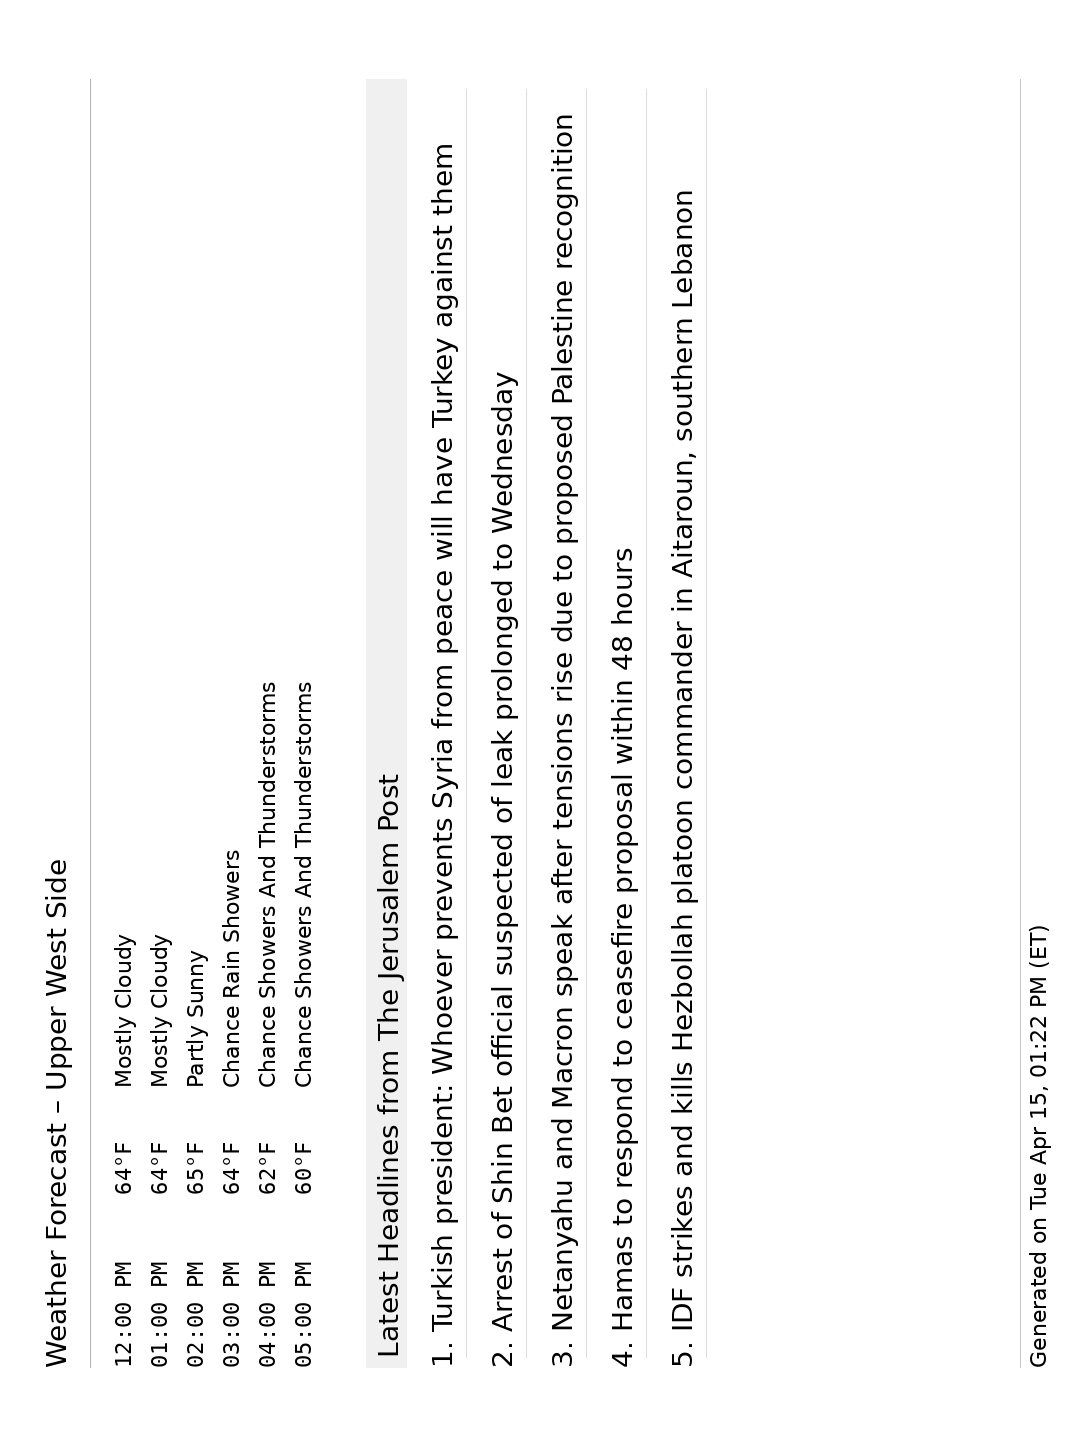 Weather Forecast – Upper West Side
12:00 PM 64°F Mostly Cloudy
01:00 PM 64°F Mostly Cloudy
02:00 PM 65°F Partly Sunny
03:00 PM 64°F Chance Rain Showers
04:00 PM 62°F Chance Showers And Thunderstorms
05:00 PM 60°F Chance Showers And Thunderstorms
Latest Headlines from The Jerusalem Post
1. Turkish president: Whoever prevents Syria from peace will have Turkey against them
2. Arrest of Shin Bet official suspected of leak prolonged to Wednesday
3. Netanyahu and Macron speak after tensions rise due to proposed Palestine recognition
4. Hamas to respond to ceasefire proposal within 48 hours
5. IDF strikes and kills Hezbollah platoon commander in Aitaroun, southern Lebanon
Generated on Tue Apr 15, 01:22 PM (ET)